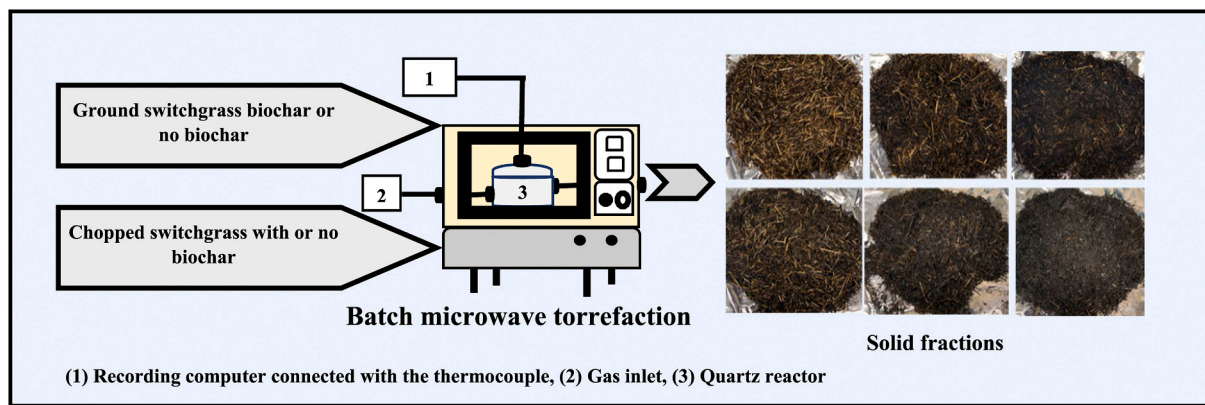 Ground switchgrass biochar or
no biochar
Chopped switchgrass with or no
biochar
1
2
3
Batch microwave torrefaction
Solid fractions
(1) Recording computer connected with the thermocouple, (2) Gas inlet, (3) Quartz reactor